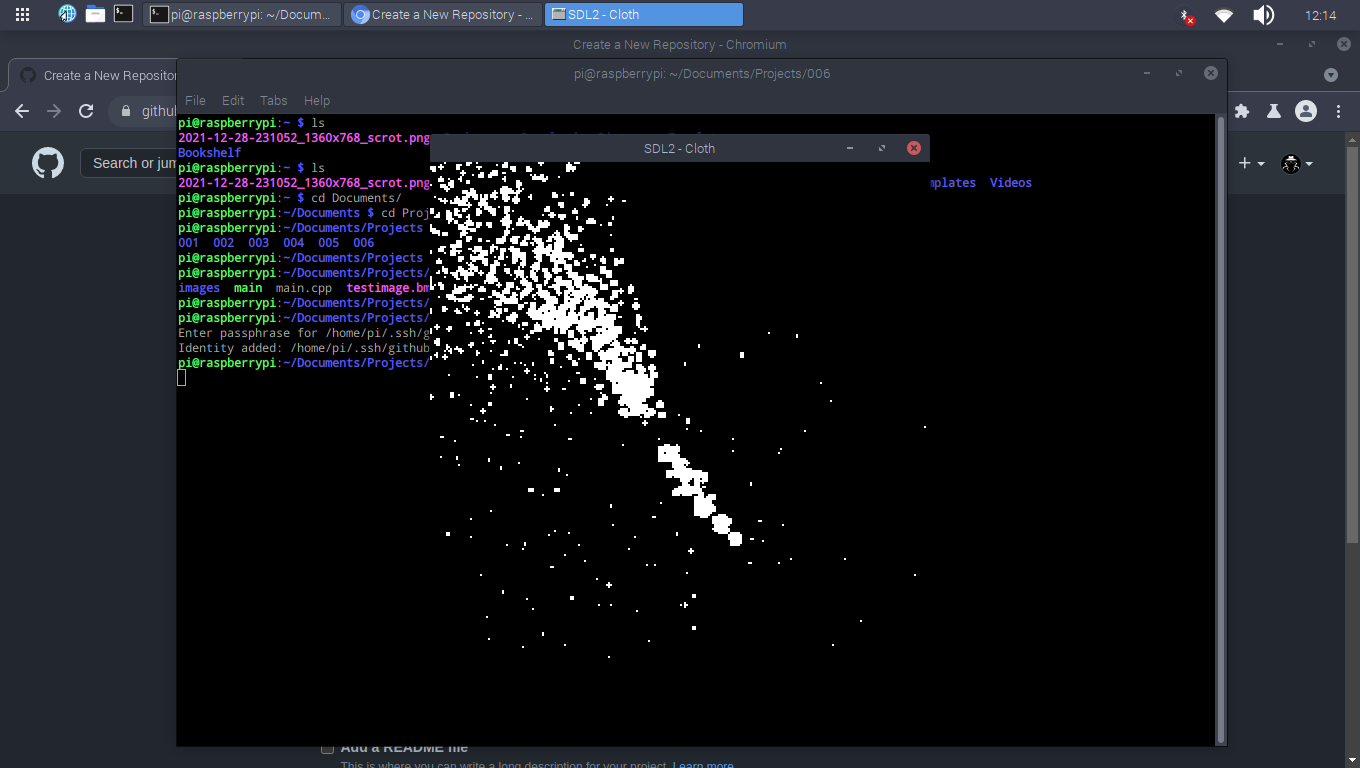 pi@raspberrypi: ~/Docum...
Create a New Repository - ...
SDL2 - Cloth
12:14
Create a New Repository - Chromium
Create a New Repositor
pi@raspberrypi: ~/Documents/Projects/006
File Edit Tabs Help
githu
Search or jum
pi@raspberrypi:~ $ ls
2021-12-28-231052_1360x768_scrot.png
SDL2 - Cloth
Bookshelf
pi@raspberrypi:~ $ ls
2021-12-28-231052_1360x768_scrot.png mplates Videos
pi@raspberrypi:~ $ cd Documents/
pi@raspberrypi:~/Documents $ cd Proj
pi@raspberrypi:~/Documents/Projects
001 002 003 004 005 006
pi@raspberrypi:~/Documents/Projects
pi@raspberrypi:~/Documents/Projects/
images main main.cpp testimage.bm
pi@raspberrypi:~/Documents/Projects/
pi@raspberrypi:~/Documents/Projects/
Enter passphrase for /home/pi/.ssh/g
Identity added: /home/pi/.ssh/github
pi@raspberrypi:~/Documents/Projects/
Add a README file
This is where you can write a long description for your project. Learn more.